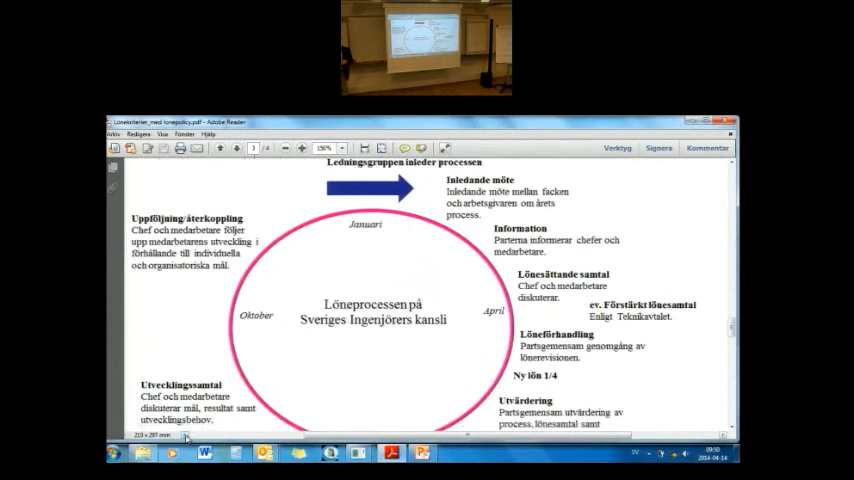 Lönekriterier_med lönepolicy.pdf - Adobe Reader
Arkiv Redigera Visa Fönster Hjälp
3 / 4 150% Verktyg Signera Kommentar
Ledningsgruppen inleder processen
Inledande möte
Inledande möte mellan facken
och arbetsgivaren om årets
process.
Uppföljning/återkoppling
Chef och medarbetare följer
upp medarbetarens utveckling i
förhållande till individuella
och organisatoriska mål.
Januari
Information
Parterna informerar chefer och
medarbetare.
Lönesättande samtal
Chef och medarbetare
diskuterar.
ev. Förstärkt lönesamtal
Enligt Teknikavtalet.
Löneprocessen på
Sveriges Ingenjörers kansli
Oktober
April
Löneförhandling
Partsgemensam genomgång av
lönerevisionen.
Ny lön 1/4
Utvecklingssamtal
Chef och medarbetare
diskuterar mål, resultat samt
utvecklingsbehov.
Utvärdering
Partsgemensam utvärdering av
process, lönesamtal samt
210 x 297 mm
SV
09:50
2014-04-14